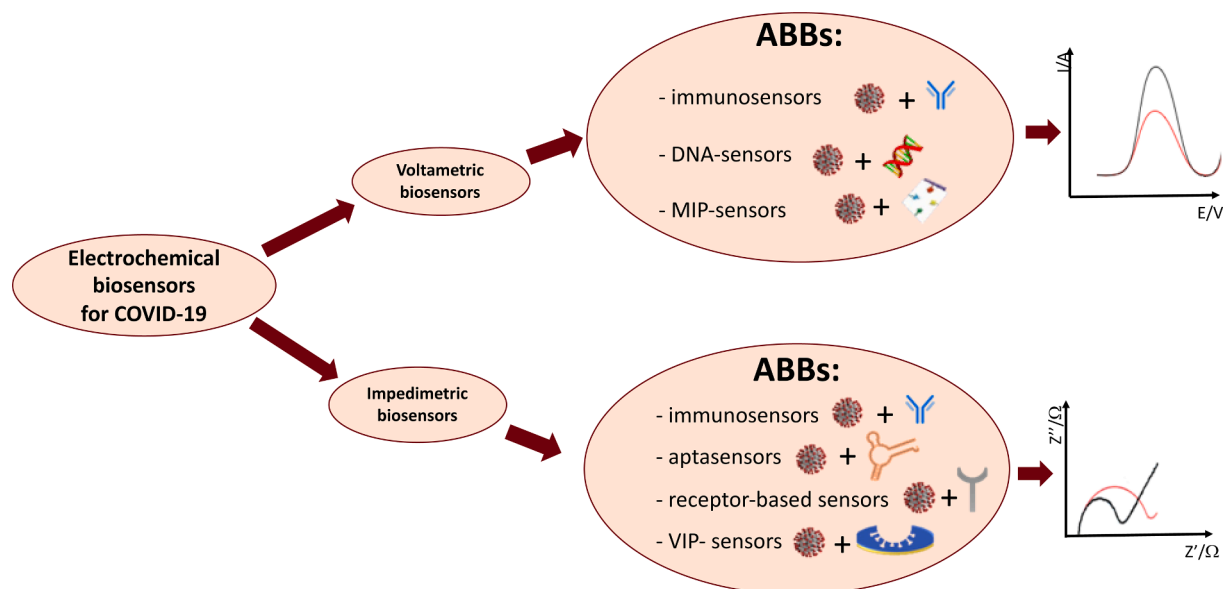 ABBs:
- immunosensors
+
- DNA-sensors
+
- MIP-sensors
+
I/A
E/V
Voltametric
biosensors
Electrochemical
biosensors
for COVID-19
Impedimetric
biosensors
ABBs:
- immunosensors
+
- aptasensors
+
- receptor-based sensors
+
- VIP- sensors
+
Z''/Ω
Z'/Ω